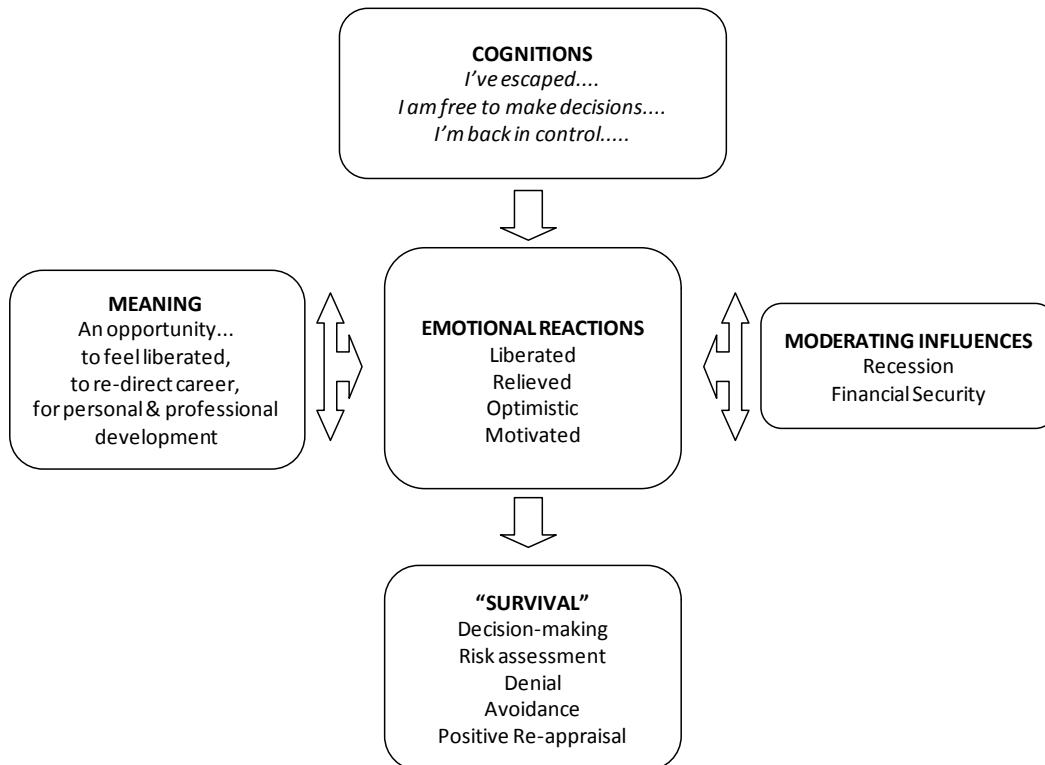 COGNITIONS
I've escaped....
I am free to make decisions....
I'm back in control.....
MEANING
An opportunity...
to feel liberated,
to re-direct career,
for personal & professional
development
EMOTIONAL REACTIONS
Liberated
Relieved
Optimistic
Motivated
MODERATING INFLUENCES
Recession
Financial Security
“SURVIVAL”
Decision-making
Risk assessment
Denial
Avoidance
Positive Re-appraisal